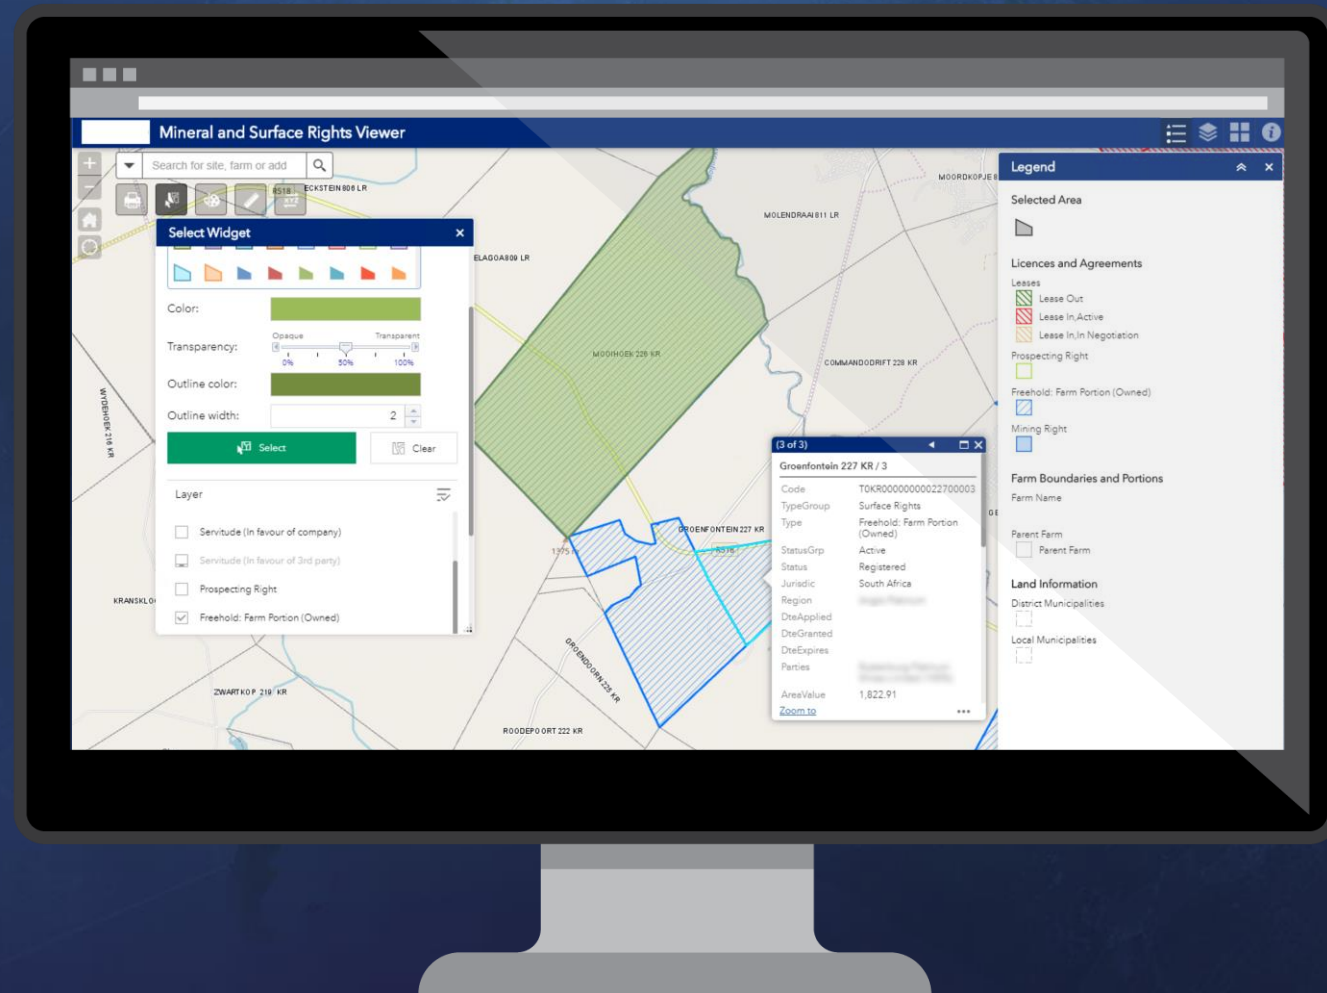 Mineral and Surface Rights Viewer
Search for site, farm or add
R518
ECKSTEIN 808 LR
XYZ
Select Widget
Color:
Transparency:
Opaque
Transparent
0%
50%
100%
Outline color:
Outline width:
2
Select
Clear
Layer
Servitude (In favour of company)
Servitude (In favour of 3rd party)
Prospecting Right
Freehold: Farm Portion (Owned)
WYDEHOEK 216 KR
ZWARTKOP 219 KR
ROODEPOORT 222 KR
GROENDOORN 225 KR
MOOIHOEK 226 KR
MOLENDRAAI 811 LR
COMMANDODRIFT 228 KR
GROENFONTEIN 227 KR
(3 of 3)
Groenfontein 227 KR / 3
Code T0KR00000000022700003
TypeGroup Surface Rights
Type Freehold: Farm Portion
(Owned)
StatusGrp Active
Status Registered
Jurisdic South Africa
Region
DteApplied
DteGranted
DteExpires
Parties
AreaValue 1,822.91
Zoom to
Legend
Selected Area
Licences and Agreements
Leases
Lease Out
Lease In,Active
Lease In,In Negotiation
Prospecting Right
Freehold: Farm Portion (Owned)
Mining Right
Farm Boundaries and Portions
Farm Name
Parent Farm
Parent Farm
Land Information
District Municipalities
Local Municipalities